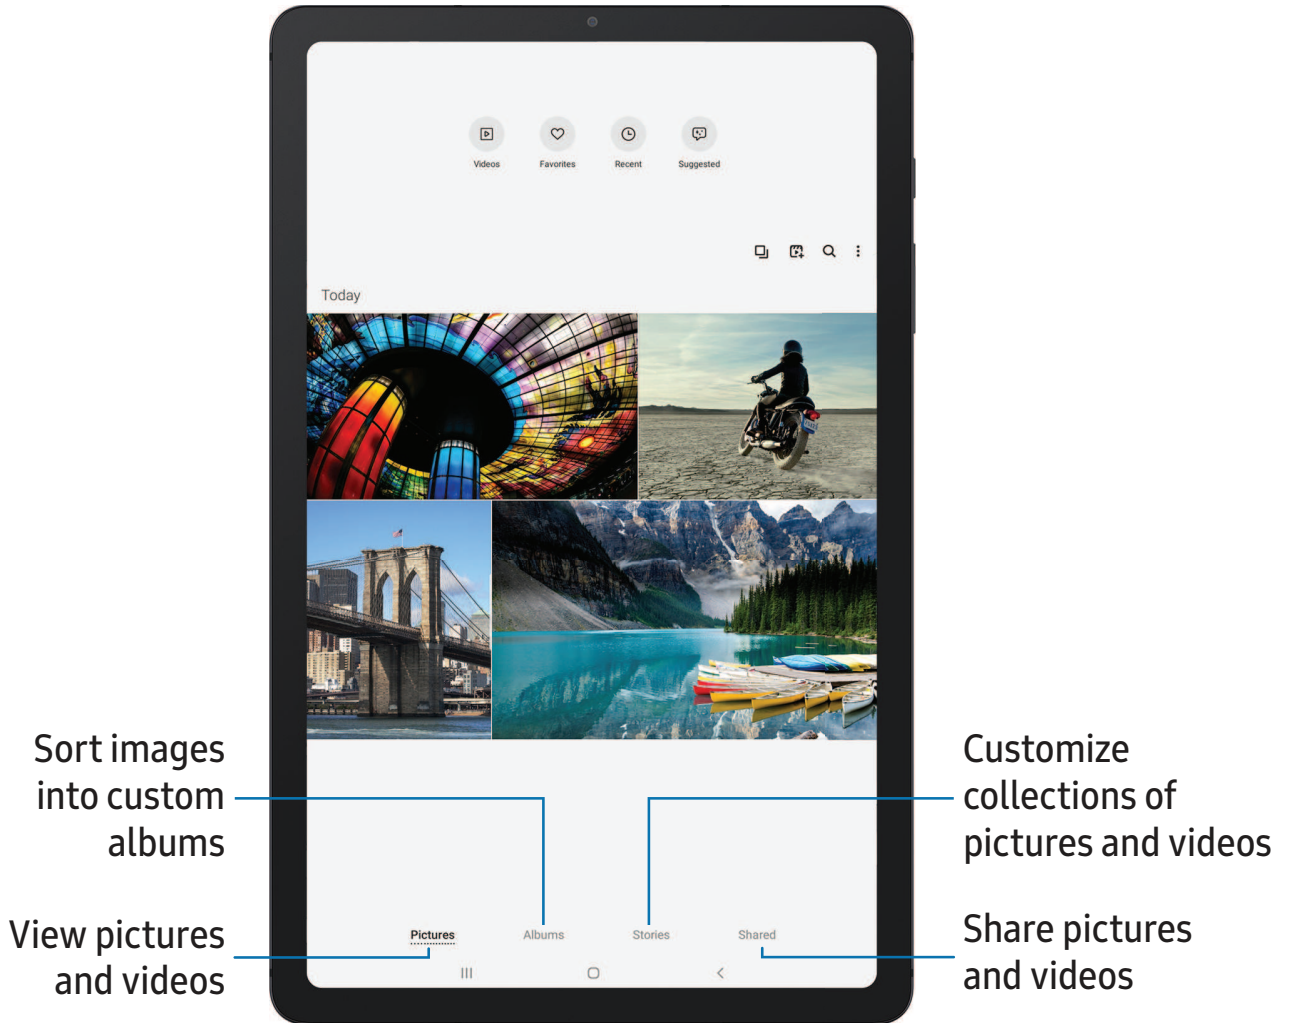 Videos
Favorites
Recent
Suggested
Today
Sort images
into custom
albums
Customize
collections of
pictures and videos
Pictures
Albums
Stories
Shared
View pictures
and videos
Share pictures
and videos